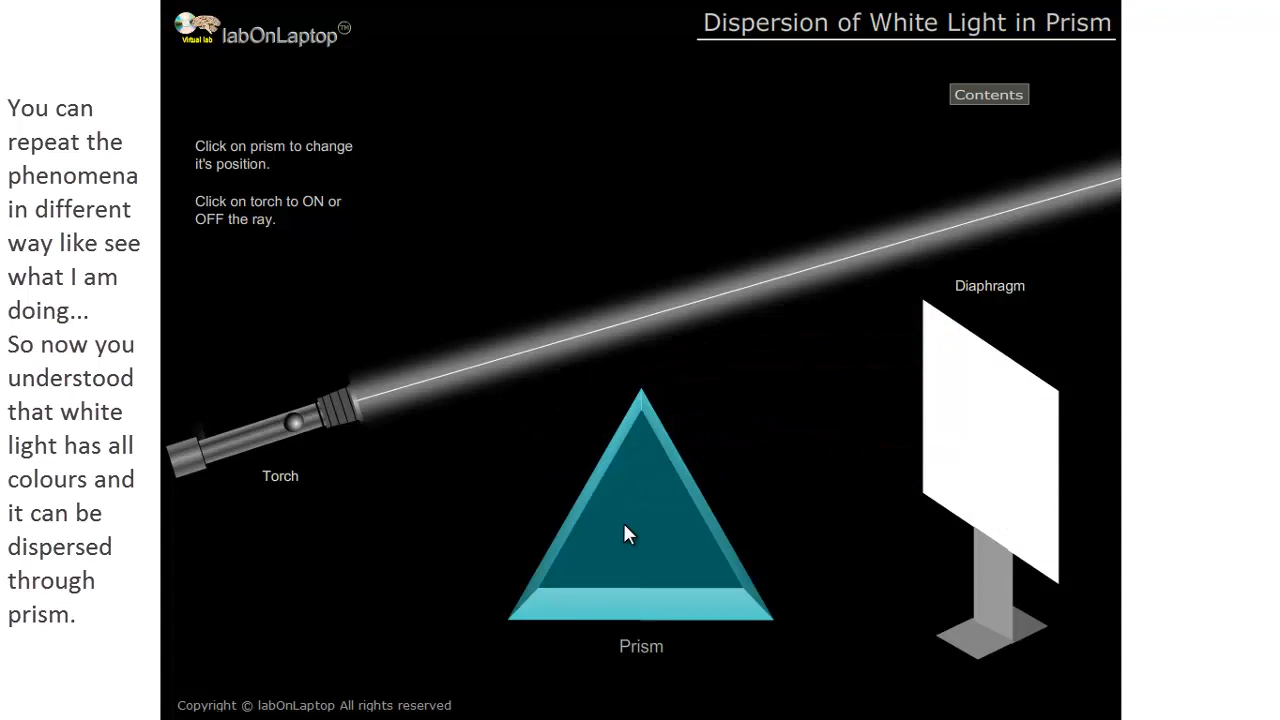 You can
repeat the
phenomena
in different
way like see
what I am
doing...
So now you
understood
that white
light has all
colours and
it can be
dispersed
through
prism.
Virtual lab
labOnLaptop™
Dispersion of White Light in Prism
Contents
Click on prism to change
it's position.
Click on torch to ON or
OFF the ray.
Diaphragm
Torch
Prism
Copyright © labOnLaptop All rights reserved